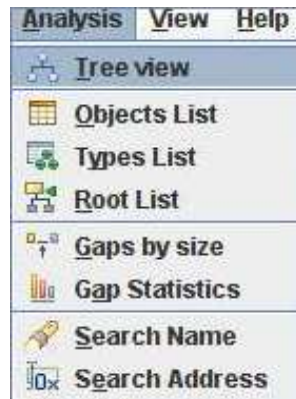 Analysis View Help
Tree view
Objects List
Types List
Root List
Gaps by size
Gap Statistics
Search Name
0x Search Address